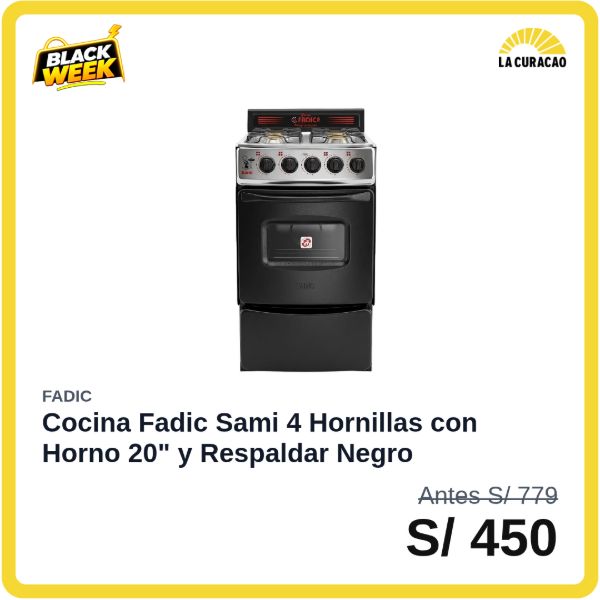 BLACK
WEEK
LA CURACAO
FADIC
FADIC
Cocina Fadic Sami 4 Hornillas con
Horno 20" y Respaldar Negro
Antes S/ 779
S/ 450